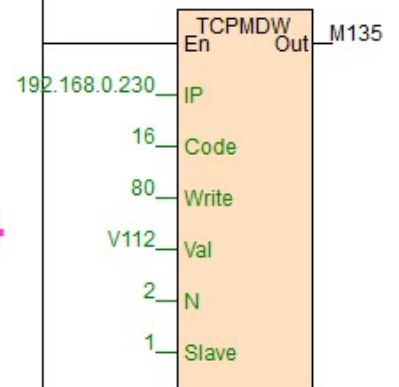 TCPMDW
En Out M135
192.168.0.230 IP
16 Code
80 Write
V112 Val
2 N
1 Slave